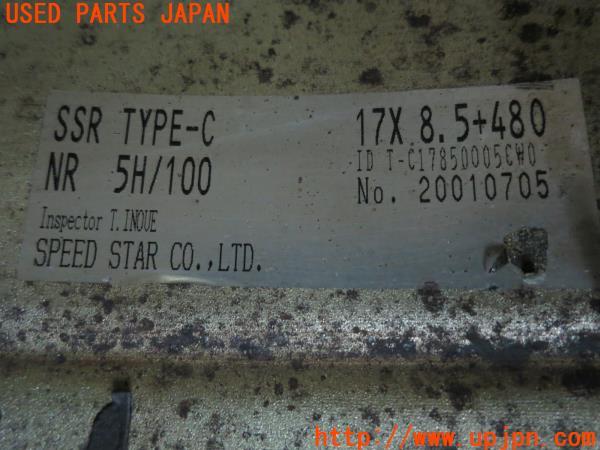 USED PARTS JAPAN
SSR TYPE-C
17X 8.5+480
NR 5H/100
ID T-C17850005CW0
No. 20010705
Inspector T.INOUE
SPEED STAR CO.,LTD.
http://www.upjpn.com